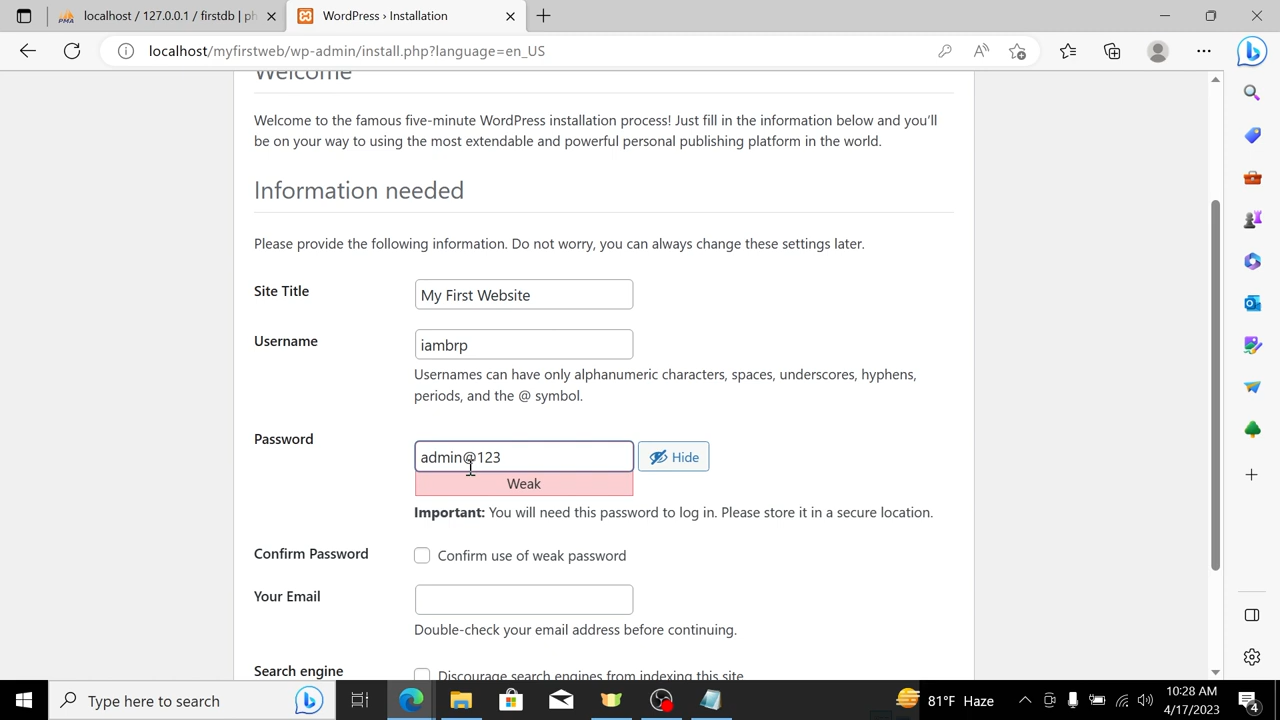 localhost / 127.0.0.1 / firstdb | ph
WordPress › Installation
localhost/myfirstweb/wp-admin/install.php?language=en_US
Welcome
Welcome to the famous five-minute WordPress installation process! Just fill in the information below and you'll
be on your way to using the most extendable and powerful personal publishing platform in the world.
Information needed
Please provide the following information. Do not worry, you can always change these settings later.
Site Title
My First Website
Username
iambrp
Usernames can have only alphanumeric characters, spaces, underscores, hyphens,
periods, and the @ symbol.
Password
admin@123
Hide
Weak
Important: You will need this password to log in. Please store it in a secure location.
Confirm Password
Confirm use of weak password
Your Email
Double-check your email address before continuing.
Search engine
Discourage search engines from indexing this site
Type here to search
81°F Haze
10:28 AM
4/17/2023
4